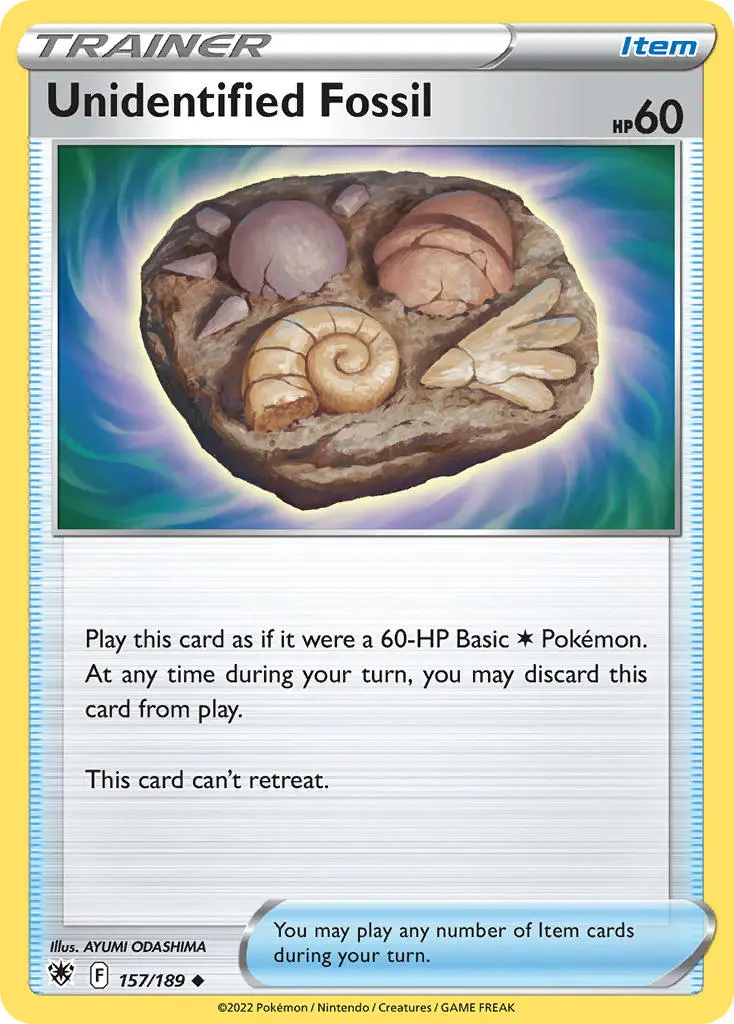 TRAINER
Item
Unidentified Fossil
HP60
Play this card as if it were a 60-HP Basic ✶ Pokémon.
At any time during your turn, you may discard this
card from play.
This card can't retreat.
You may play any number of Item cards
during your turn.
Illus. AYUMI ODASHIMA
F
157/189 ◆
©2022 Pokémon / Nintendo / Creatures / GAME FREAK